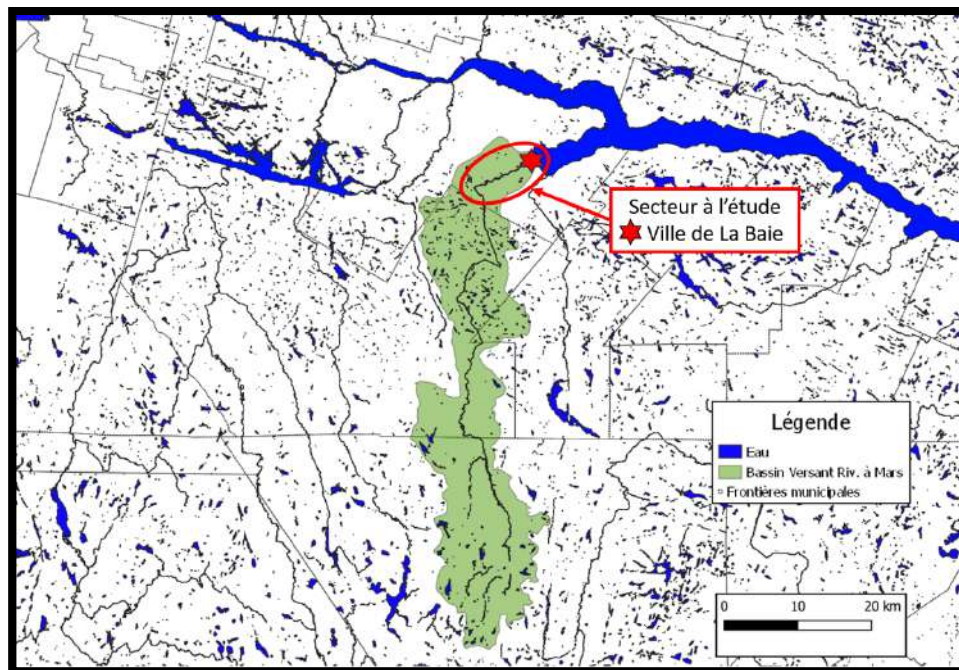 Secteur à l'étude
Ville de La Baie
Légende
Eau
Bassin Versant Riv. à Mars
Frontières municipales
0 10 20 km